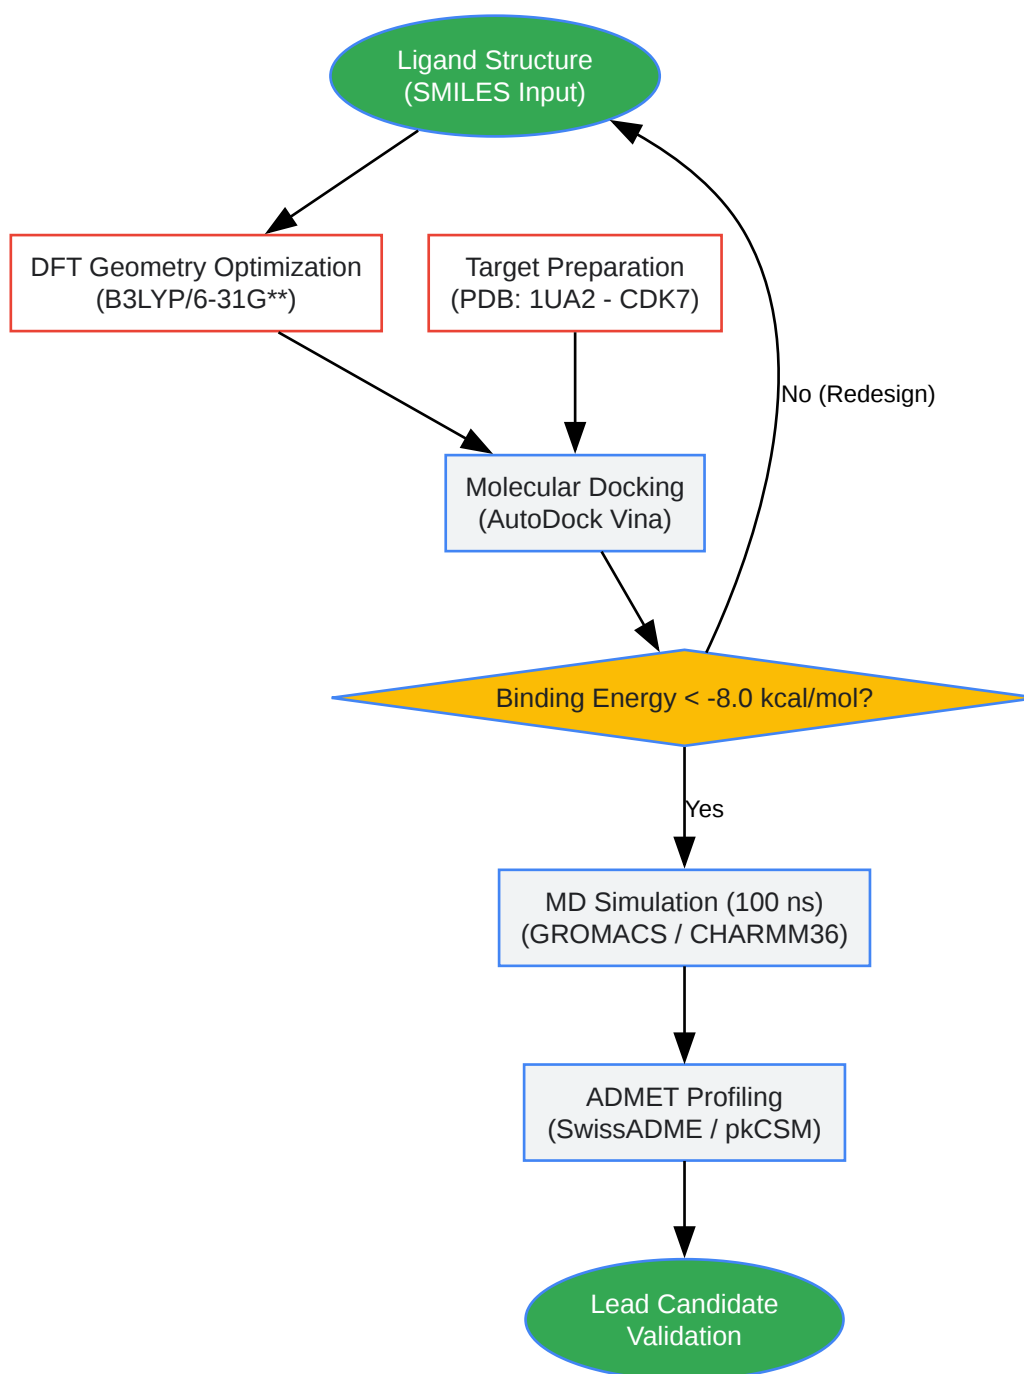 Ligand Structure
(SMILES Input)
DFT Geometry Optimization
(B3LYP/6-31G**)
Target Preparation
(PDB: 1UA2 - CDK7)
No (Redesign)
Molecular Docking
(AutoDock Vina)
Binding Energy < -8.0 kcal/mol?
Yes
MD Simulation (100 ns)
(GROMACS / CHARMM36)
ADMET Profiling
(SwissADME / pkCSM)
Lead Candidate
Validation